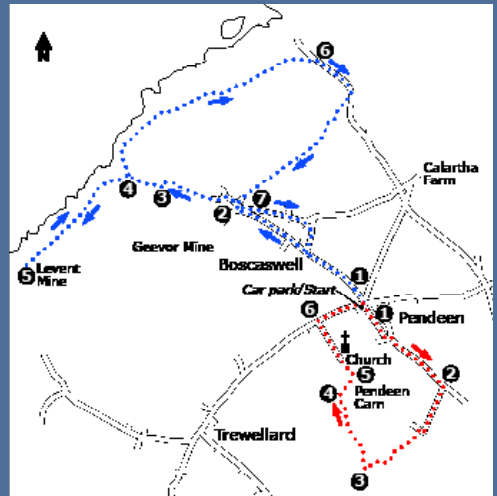 6
N
Calartha
Farm
4
3
7
2
Geevor Mine
5
Levent
Mine
Boscaswell
1
Car park/Start
6
1
Pendeen
Church
2
5
Pendeen
Carn
4
Trewellard
3